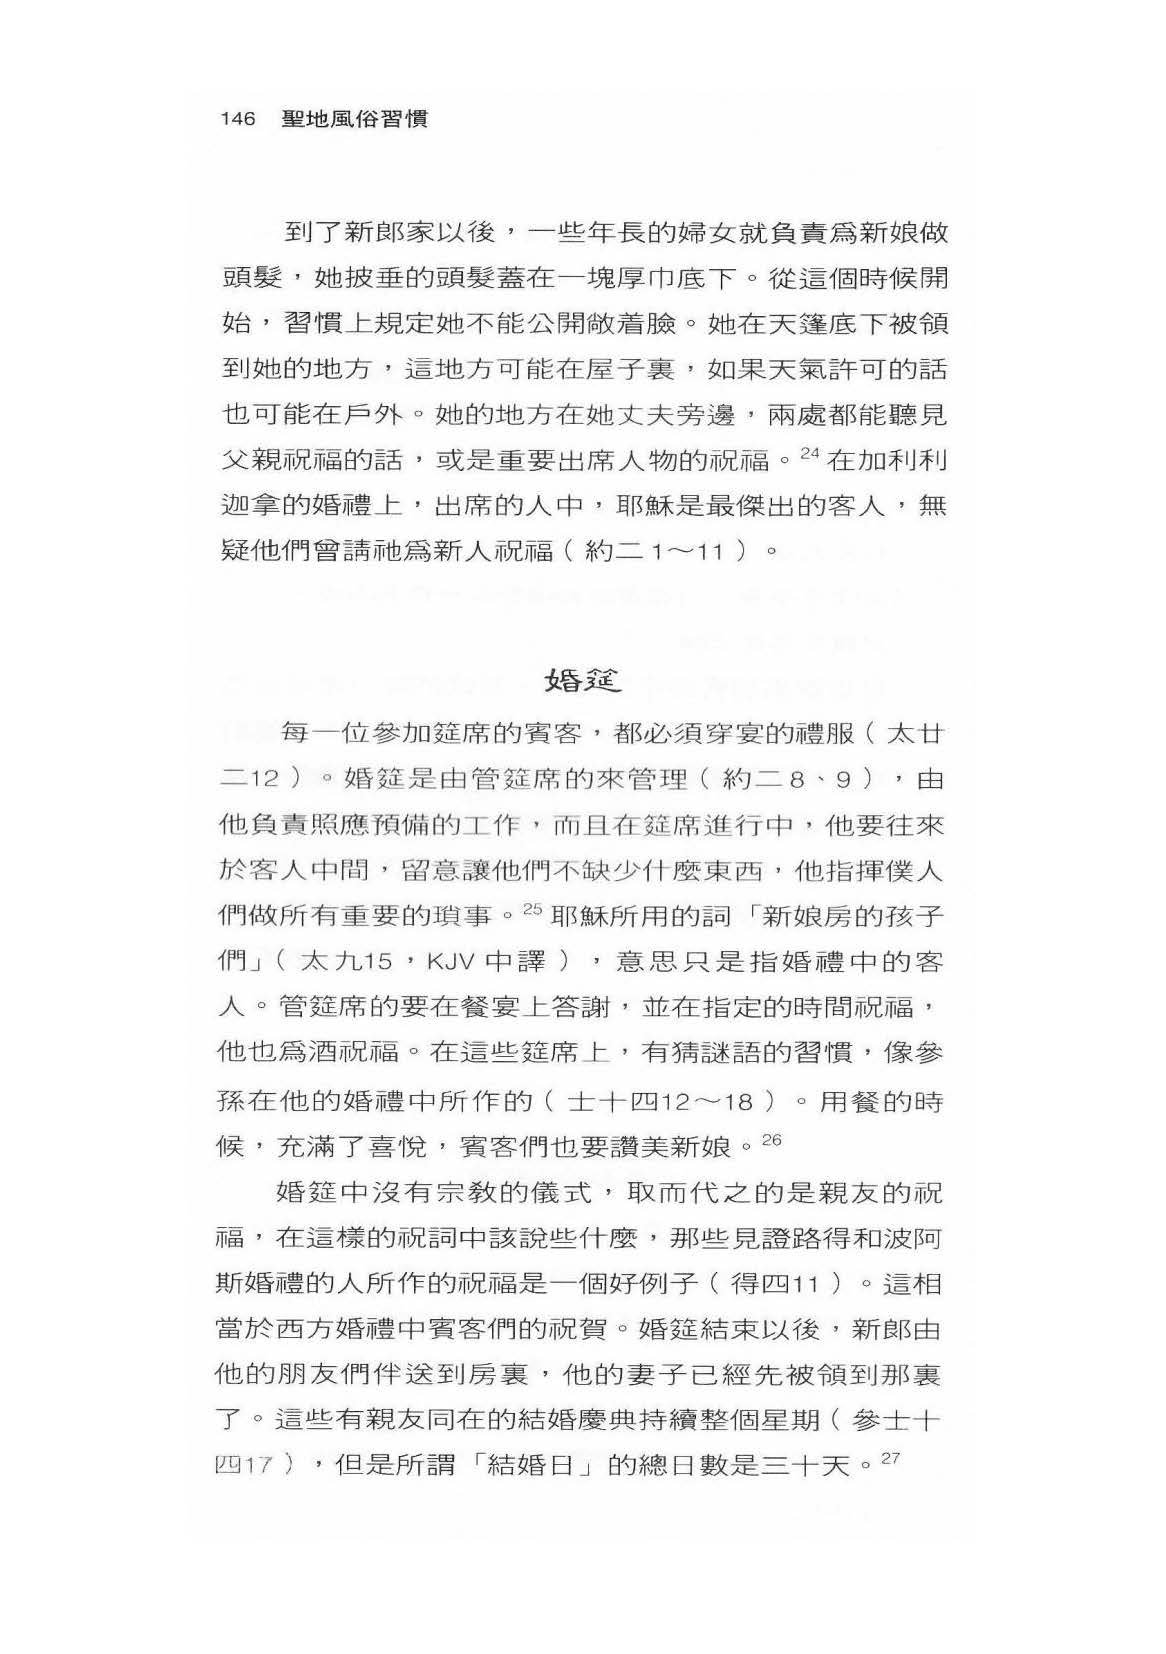 146 聖地風俗習慣
到了新郎家以後，一些年長的婦女就負責爲新娘做
頭髮，她披垂的頭髮蓋在一塊厚巾底下。從這個時候開
始，習慣上規定她不能公開敞着臉。她在天篷底下被領
到她的地方，這地方可能在屋子裏，如果天氣許可的話
也可能在戶外。她的地方在她丈夫旁邊，兩處都能聽見
父親祝福的話，或是重要出席人物的祝福。24 在加利利
迦拿的婚禮上，出席的人中，耶穌是最傑出的客人，無
疑他們曾請祂爲新人祝福（約二 1～11）。
婚筵
每一位參加筵席的賓客，都必須穿宴的禮服（太廿
二12）。婚筵是由管筵席的來管理（約二 8、9），由
他負責照應預備的工作，而且在筵席進行中，他要往來
於客人中間，留意讓他們不缺少什麼東西，他指揮僕人
們做所有重要的瑣事。25 耶穌所用的詞「新娘房的孩子
們」（太九15，KJV 中譯），意思只是指婚禮中的客
人。管筵席的要在餐宴上答謝，並在指定的時間祝福，
他也爲酒祝福。在這些筵席上，有猜謎語的習慣，像參
孫在他的婚禮中所作的（士十四12～18）。用餐的時
候，充滿了喜悅，賓客們也要讚美新娘。26
婚筵中沒有宗教的儀式，取而代之的是親友的祝
福，在這樣的祝詞中該說些什麼，那些見證路得和波阿
斯婚禮的人所作的祝福是一個好例子（得四11）。這相
當於西方婚禮中賓客們的祝賀。婚筵結束以後，新郎由
他的朋友們伴送到房裏，他的妻子已經先被領到那裏
了。這些有親友同在的結婚慶典持續整個星期（參士十
四17），但是所謂「結婚日」的總日數是三十天。27